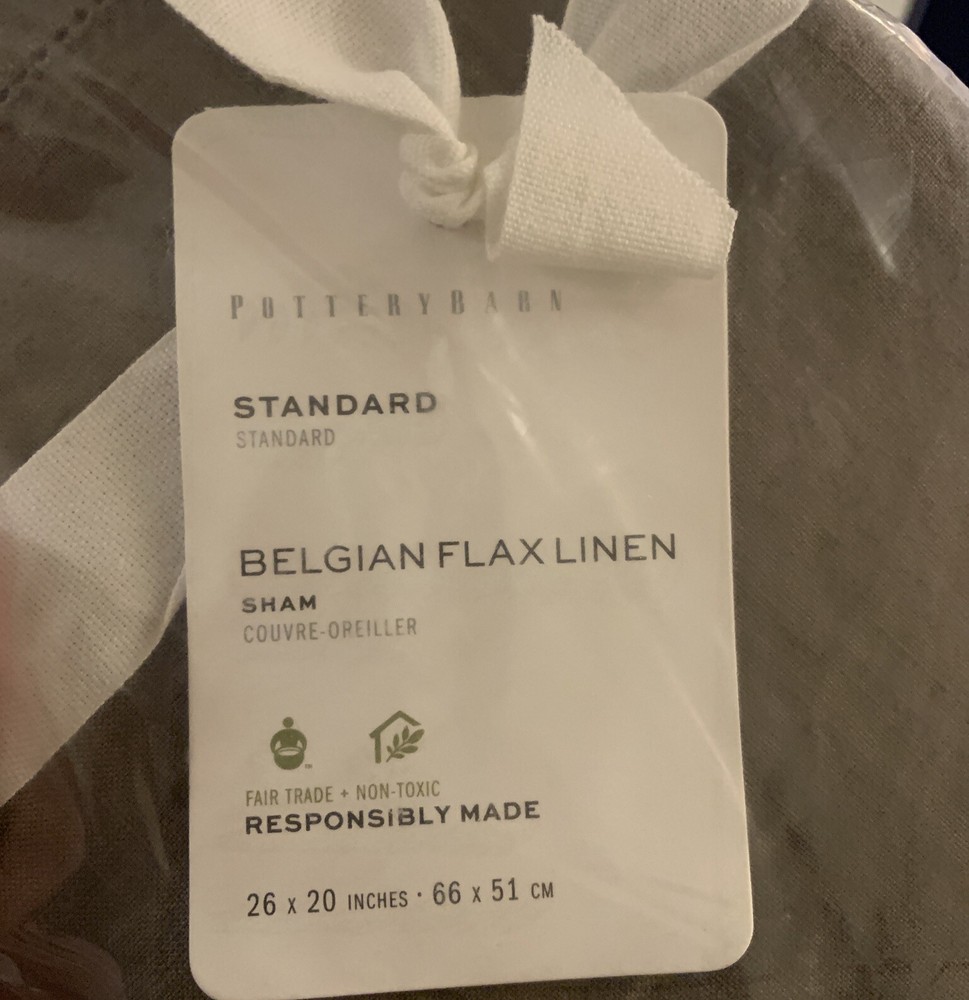 POTTERYBARN
STANDARD
STANDARD
BELGIAN FLAX LINEN
SHAM
COUVRE-OREILLER
FAIR TRADE + NON-TOXIC
RESPONSIBLY MADE
26 x 20 INCHES · 66 x 51 CM